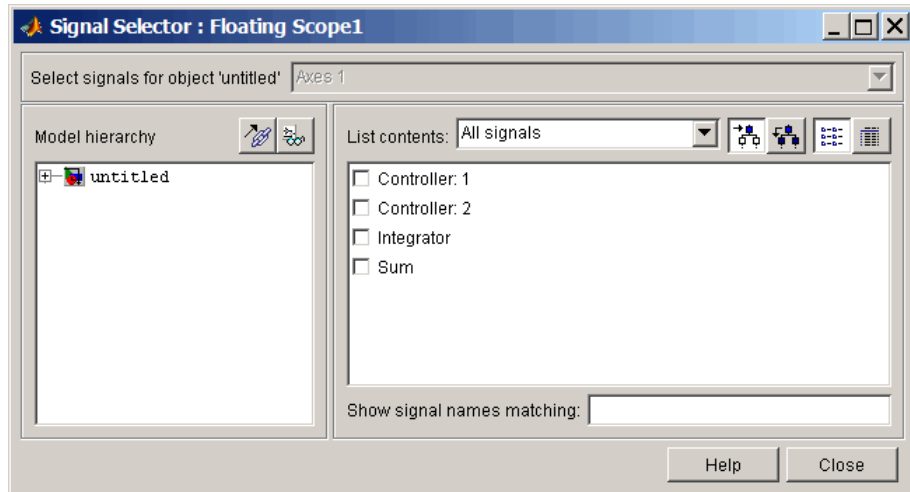 Signal Selector : Floating Scope1
Select signals for object 'untitled' Axes 1
Model hierarchy
untitled
List contents: All signals
Controller: 1
Controller: 2
Integrator
Sum
Show signal names matching:
Help Close